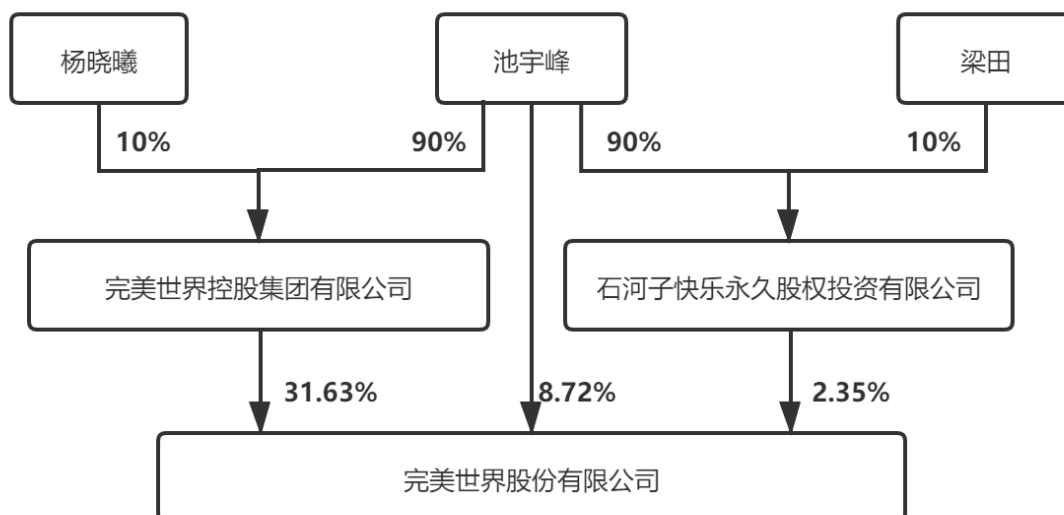 杨晓曦
池宇峰
梁田
10%
90%
90%
10%
完美世界控股集团有限公司
石河子快乐永久股权投资有限公司
31.63%
8.72%
2.35%
完美世界股份有限公司